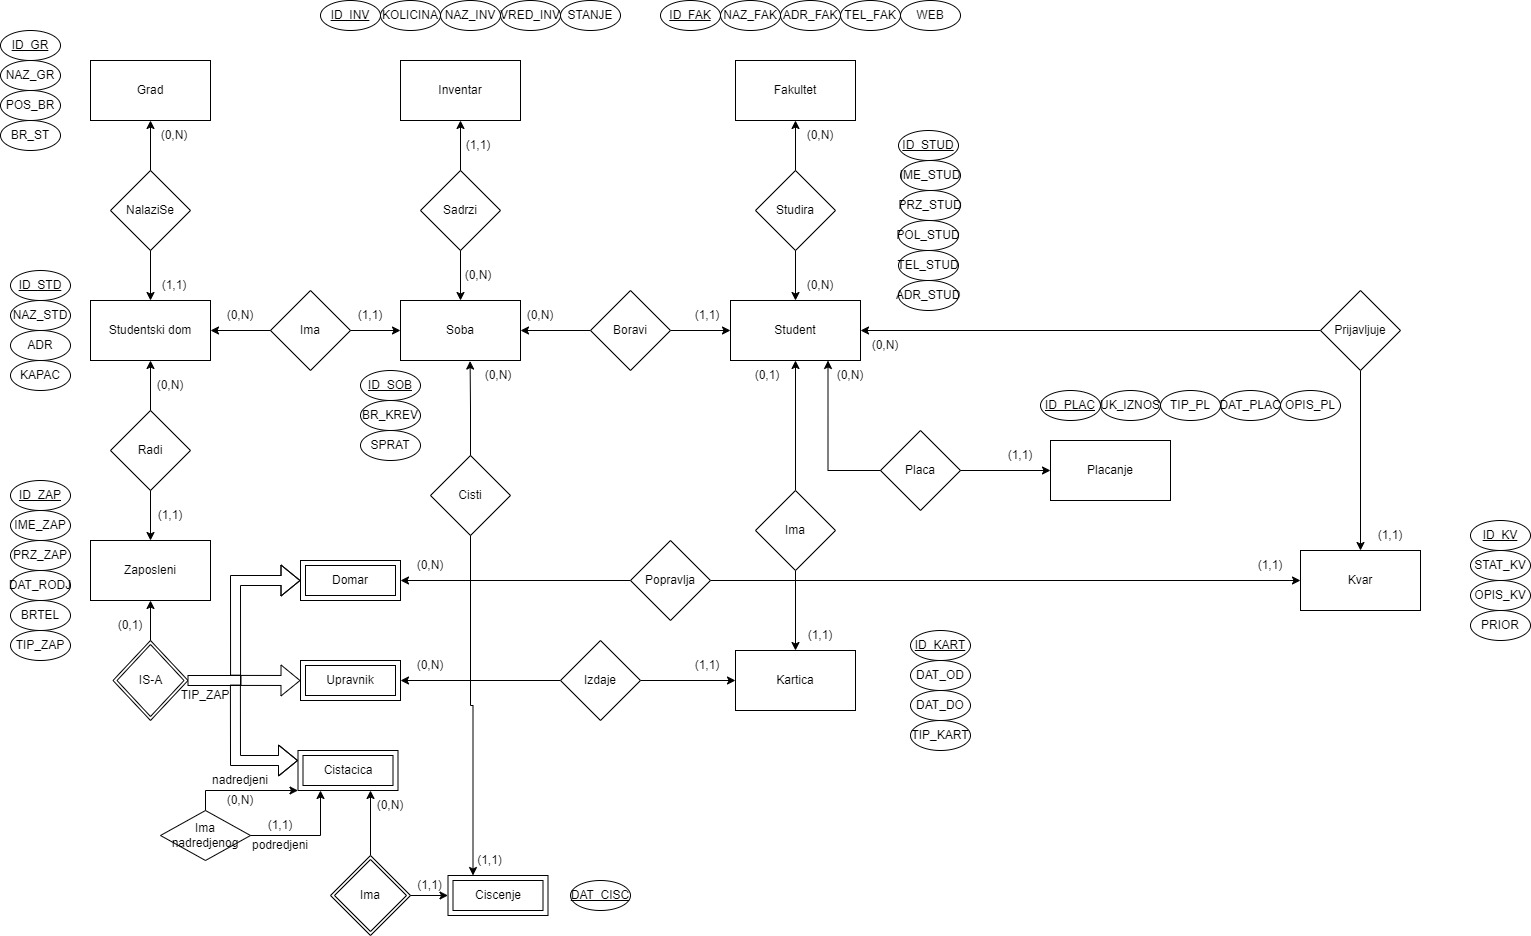 ID_INV KOLICINA NAZ_INV VRED_INV STANJE
ID_FAK NAZ_FAK ADR_FAK TEL_FAK WEB
ID_GR
NAZ_GR
POS_BR
BR_ST
Grad
Inventar
Fakultet
(0,N)
(1,1)
(0,N)
NalaziSe
Sadrzi
Studira
ID_STUD
IME_STUD
PRZ_STUD
POL_STUD
TEL_STUD
ADR_STUD
(1,1)
(0,N)
(0,N)
ID_STD
NAZ_STD
ADR
KAPAC
Studentski dom
(0,N)
Ima
(1,1)
Soba
(0,N)
Boravi
(1,1)
Student
(0,N)
Prijavljuje
(0,N)
(0,N)
(0,1)
(0,N)
ID_SOB
BR_KREV
SPRAT
ID_PLAC UK_IZNOS TIP_PL DAT_PLAC OPIS_PL
Radi
Cisti
Placa
(1,1)
Placanje
(1,1)
Ima
(1,1)
ID_ZAP
IME_ZAP
PRZ_ZAP
DAT_RODJ
BRTEL
TIP_ZAP
Zaposleni
Domar
(0,N)
Popravlja
(1,1)
Kvar
ID_KV
STAT_KV
OPIS_KV
PRIOR
(0,1)
(1,1)
IS-A
TIP_ZAP
Upravnik
(0,N)
Izdaje
(1,1)
Kartica
ID_KART
DAT_OD
DAT_DO
TIP_KART
Cistacica
nadredjeni
(0,N)
(0,N)
Ima
nadredjenog
(1,1)
podredjeni
(1,1)
Ima
(1,1)
Ciscenje
DAT_CISC